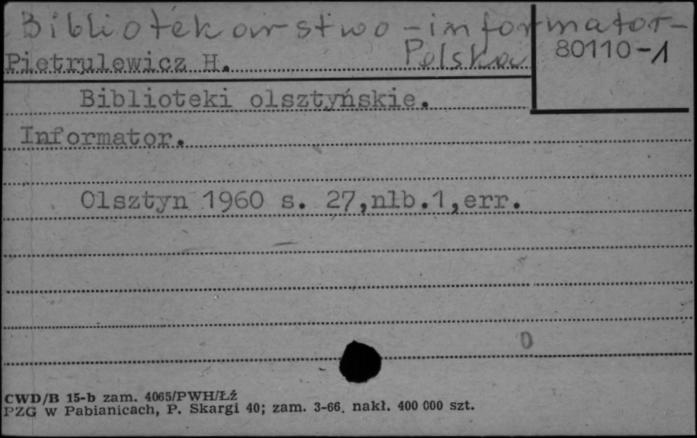 Bibliotekarstwo - informator -
Polska
80110-1
Pietrulewicz H.
Biblioteki olsztyńskie.
Informator.
Olsztyn 1960 s. 27,nlb.1,err.
0
CWD/B 15-b zam. 4065/PWH/Łź
PZG w Pabianicach, P. Skargi 40; zam. 3-66. nakł. 400 000 szt.